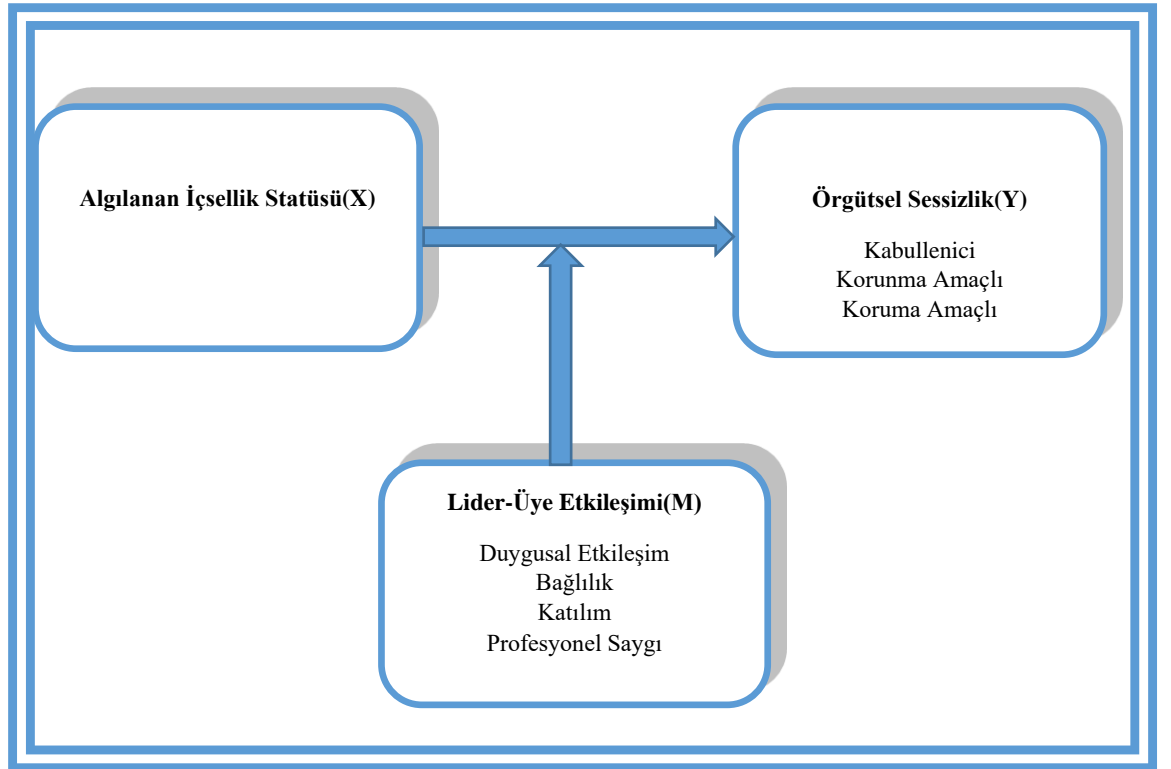 Algılanan İçsellik Statüsü(X)
Örgütsel Sessizlik(Y)
Kabullenici
Korunma Amaçlı
Koruma Amaçlı
Lider-Üye Etkileşimi(M)
Duygusal Etkileşim
Bağlılık
Katılım
Profesyonel Saygı